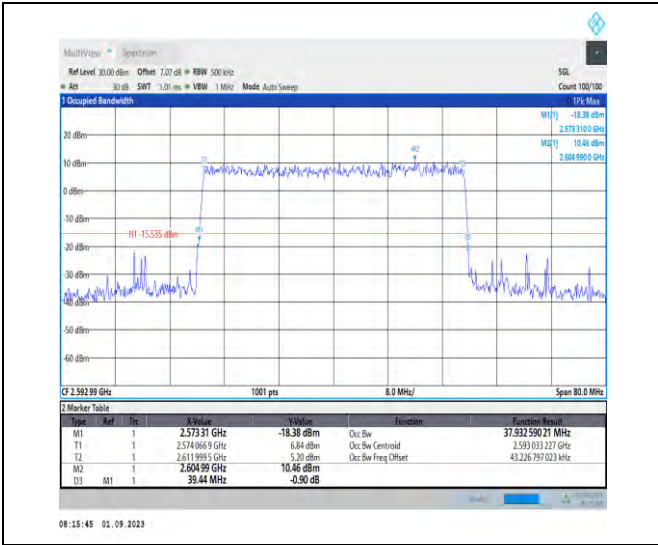 MultiView Spectrum
Ref Level 30.00 dBm Offset 7.07 dB RBW 500 kHz SGL
Att 30 dB SWT 1.01 ms VBW 1 MHz Mode Auto Sweep Count 100/100
1 Occupied Bandwidth 1Pk Max
M1[1] -18.38 dBm
2.573 310 0 GHz
M2[1] 10.46 dBm
2.604 990 0 GHz
20 dBm
M2
T1
10 dBm
0 dBm
-10 dBm
M1
H1 -15.535 dBm
-20 dBm
-30 dBm
-40 dBm
-50 dBm
-60 dBm
CF 2.592 99 GHz 1001 pts 8.0 MHz/ Span 80.0 MHz
2 Marker Table
Type Ref Trc X-Value Y-Value Function Function Result
M1 1 2.573 31 GHz -18.38 dBm Occ Bw 37.932 590 21 MHz
T1 1 2.574 066 9 GHz 6.84 dBm Occ Bw Centroid 2.593 033 227 GHz
T2 1 2.611 999 5 GHz 5.20 dBm Occ Bw Freq Offset 43.226 797 023 kHz
M2 1 2.604 99 GHz 10.46 dBm
D3 M1 1 39.44 MHz -0.90 dB
08:15:45 01.09.2023